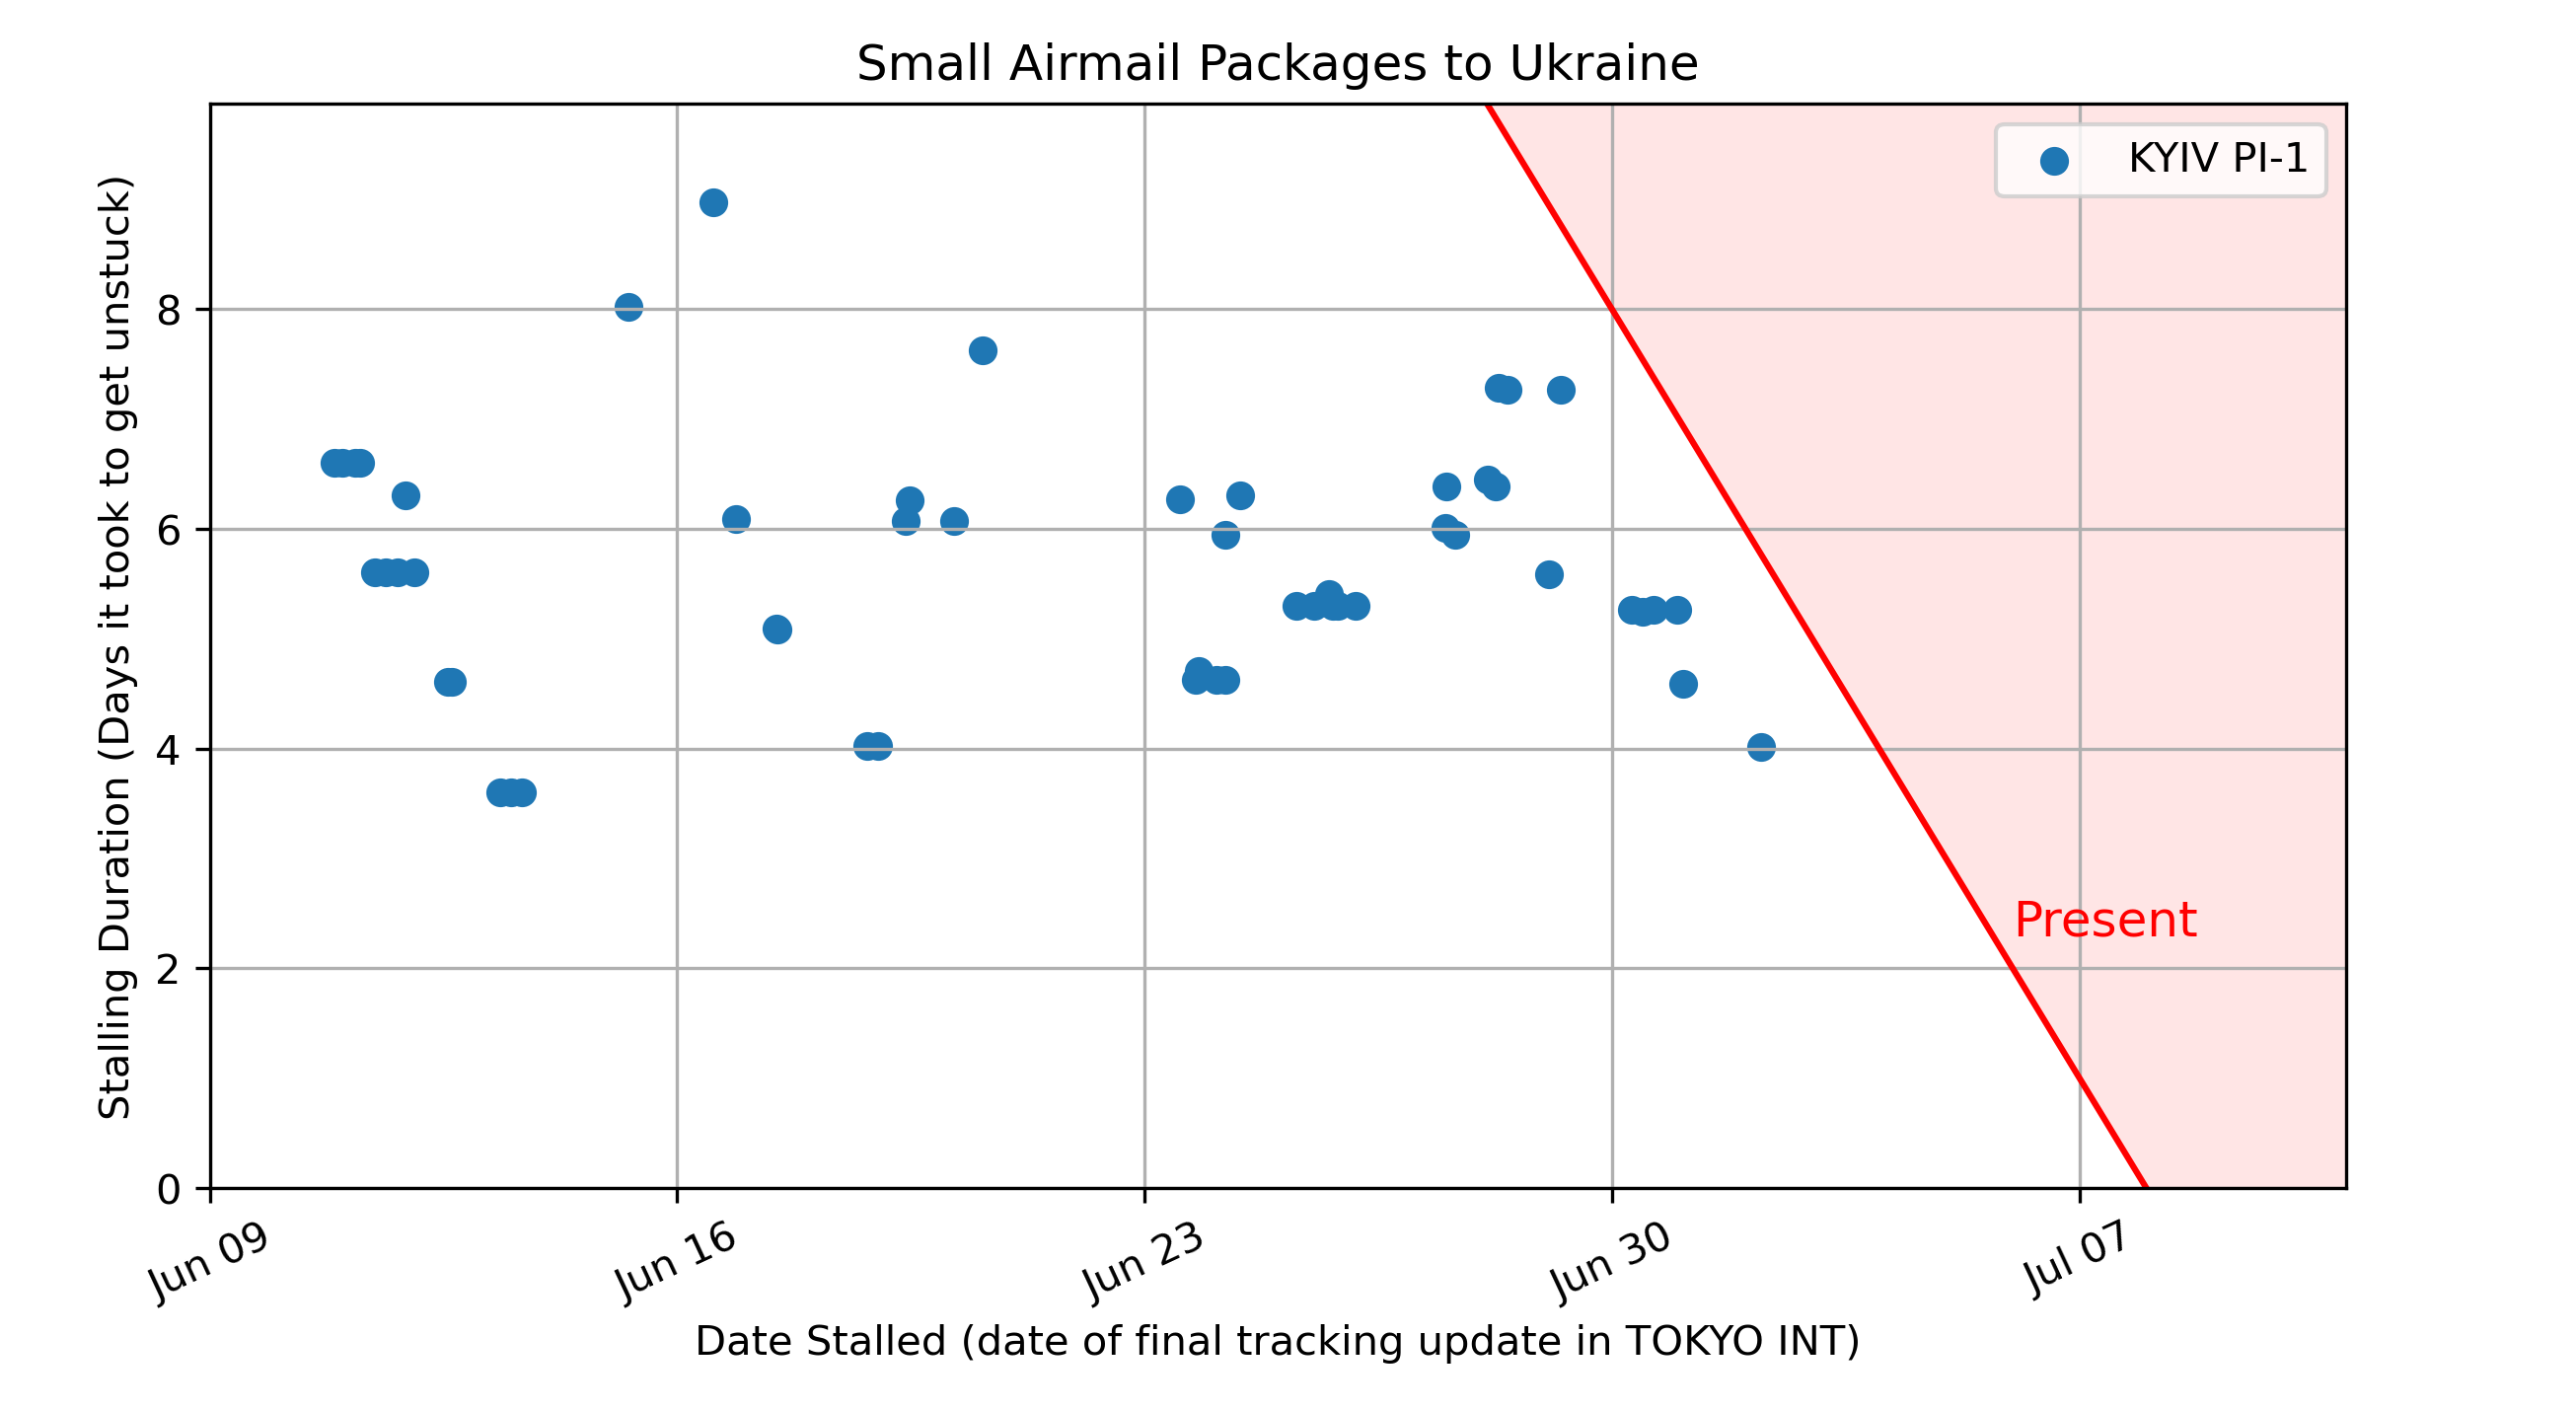 Small Airmail Packages to Ukraine
KYIV PI-1
Stalling Duration (Days it took to get unstuck)
8
6
4
2
0
Present
Jun 09
Jun 16
Jun 23
Jun 30
Jul 07
Date Stalled (date of final tracking update in TOKYO INT)